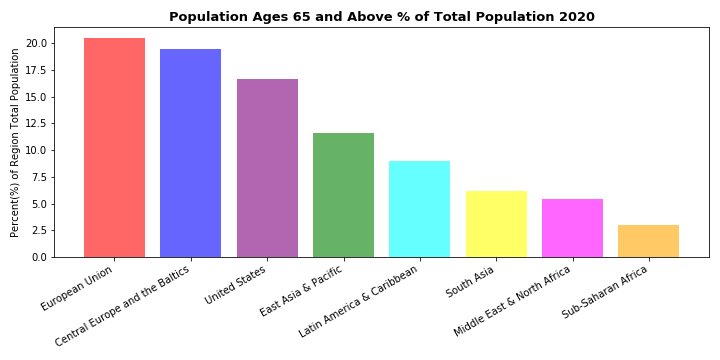 Population Ages 65 and Above % of Total Population 2020
Percent(%) of Region Total Population
20.0
17.5
15.0
12.5
10.0
7.5
5.0
2.5
0.0
European Union
Central Europe and the Baltics
United States
East Asia & Pacific
Latin America & Caribbean
South Asia
Middle East & North Africa
Sub-Saharan Africa